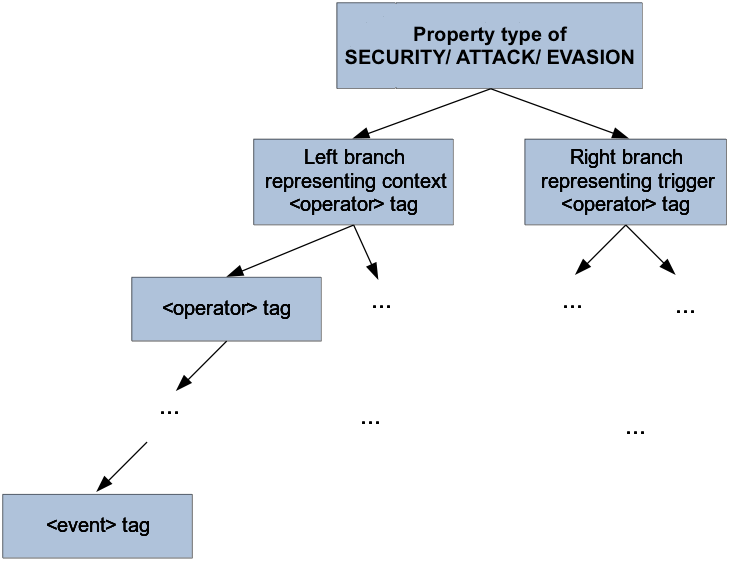 Property type of
SECURITY/ ATTACK/ EVASION
Left branch
representing context
<operator> tag
Right branch
representing trigger
<operator> tag
<operator> tag
...
...
...
...
...
...
<event> tag